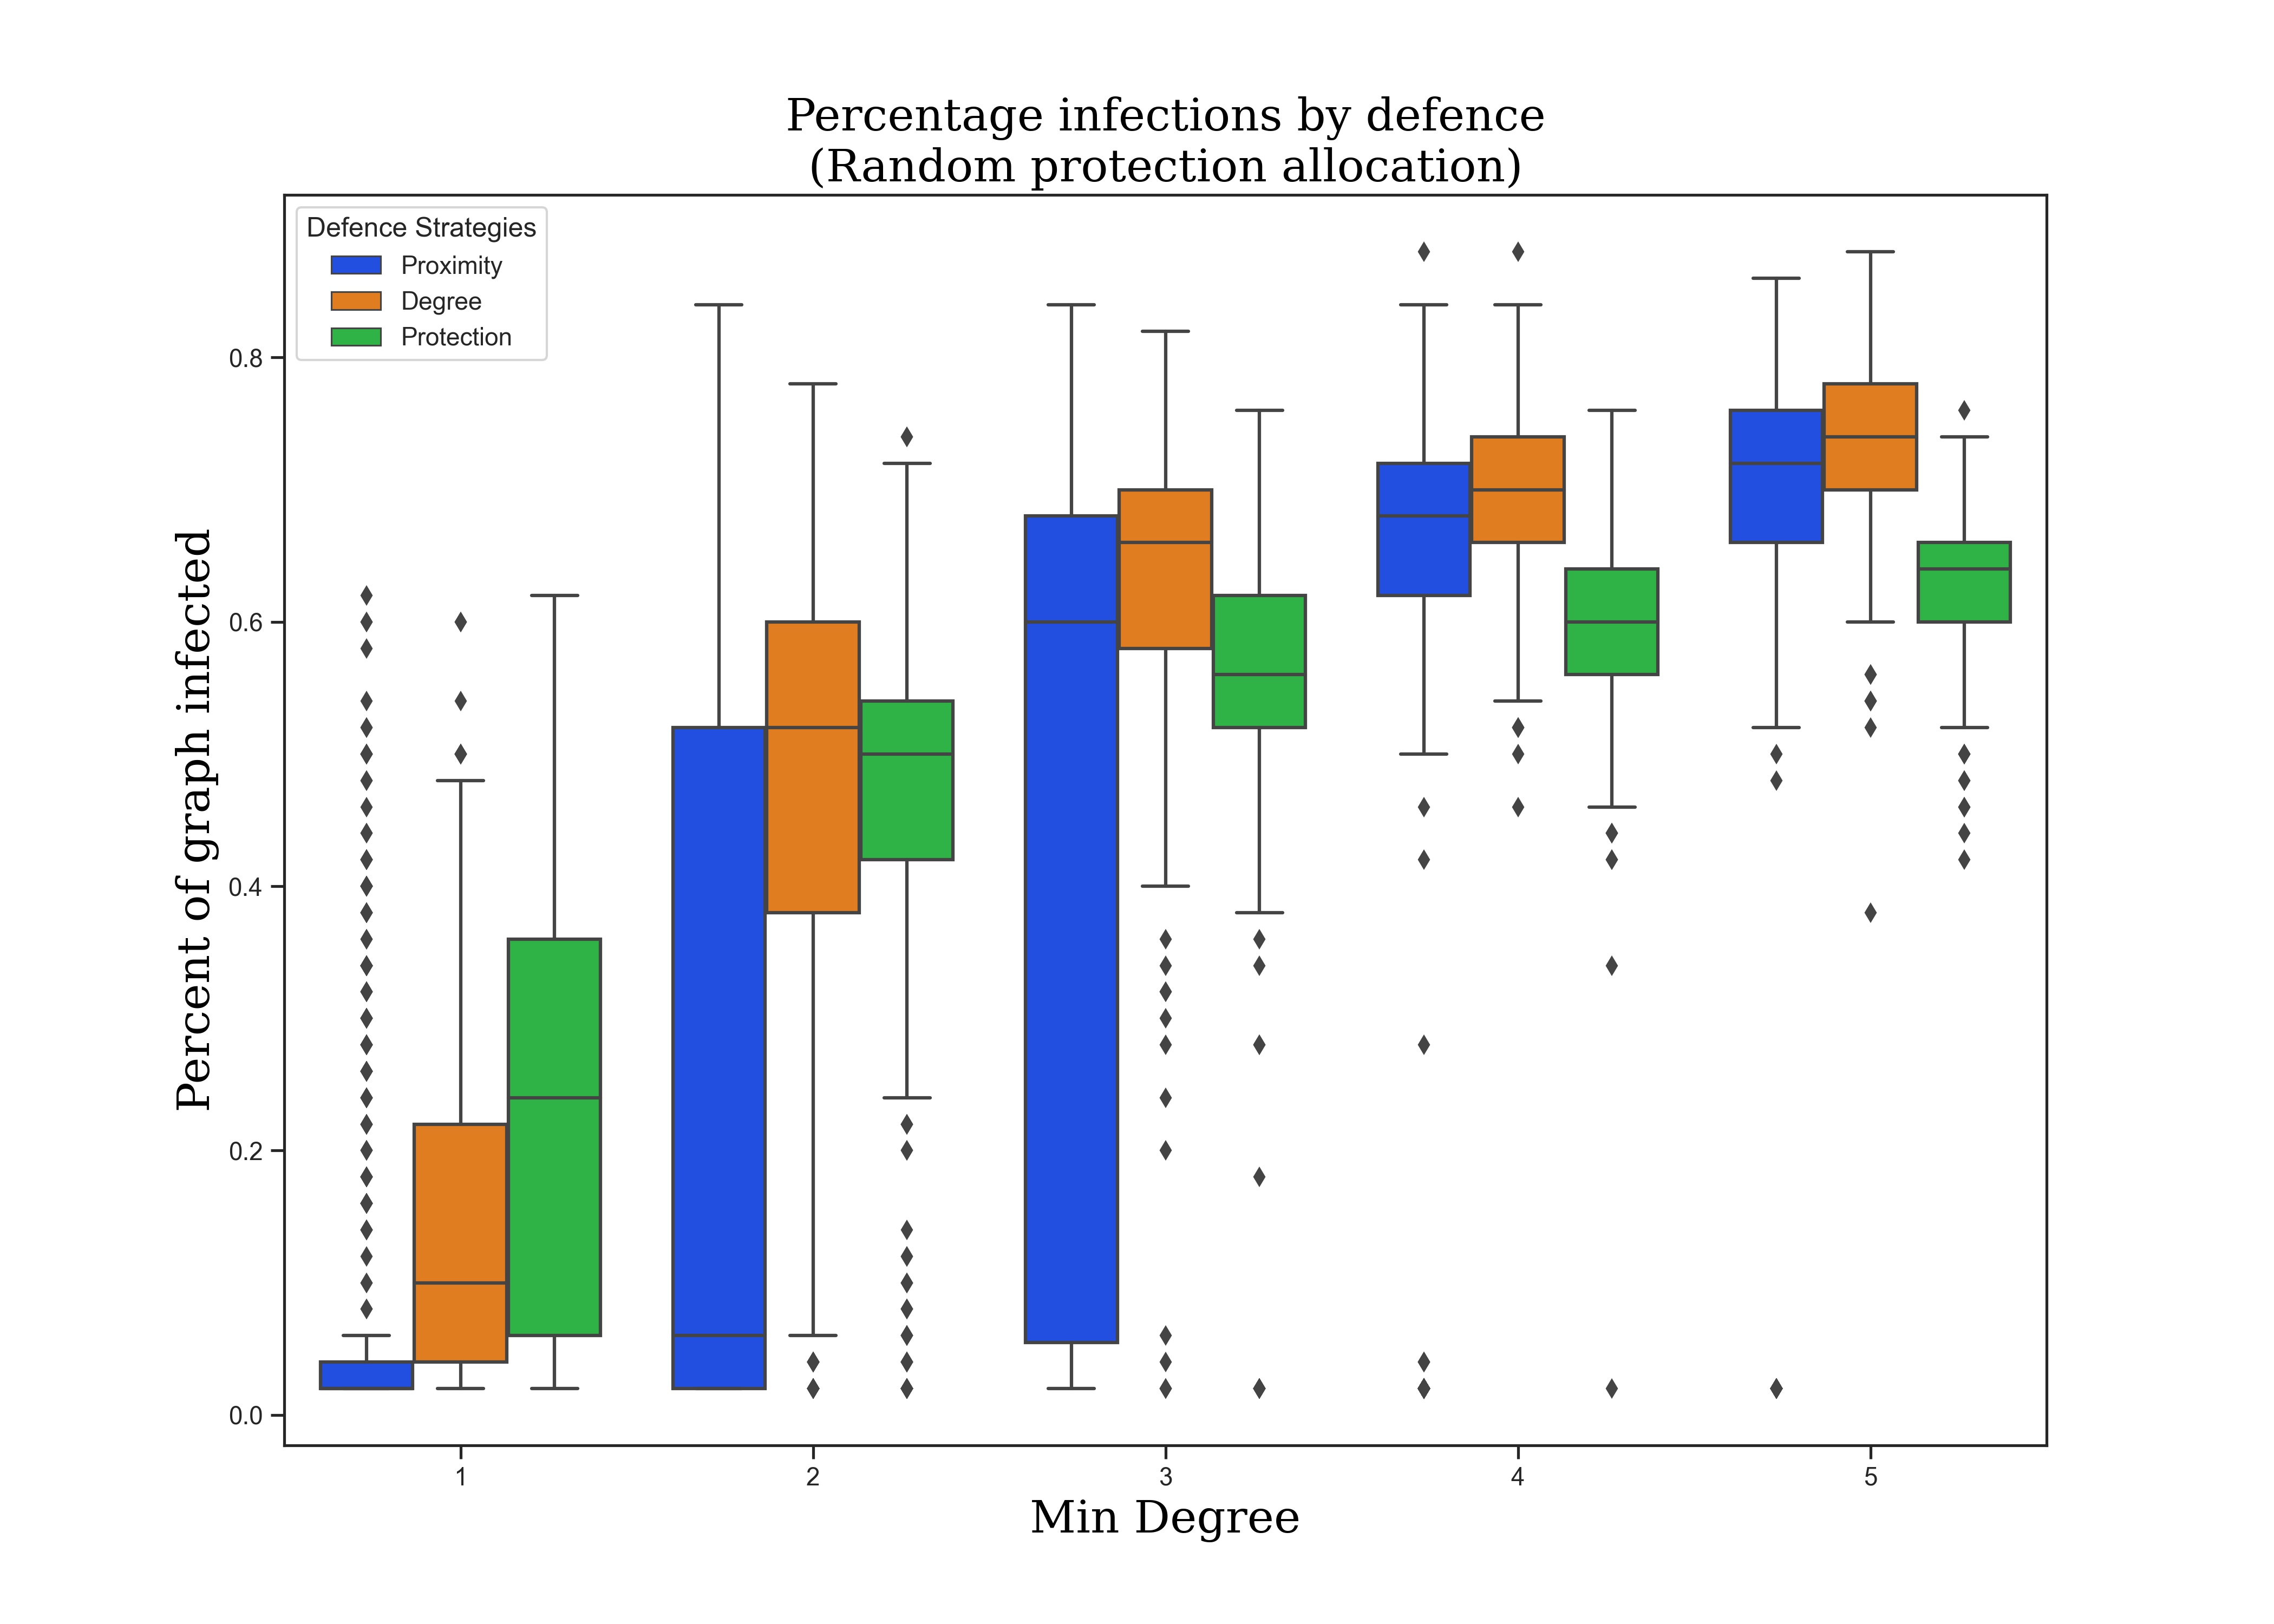 Percentage infections by defence
(Random protection allocation)
Defence Strategies
Proximity
Degree
Protection
Percent of graph infected
0.8
0.6
0.4
0.2
0.0
1
2
3
4
5
Min Degree